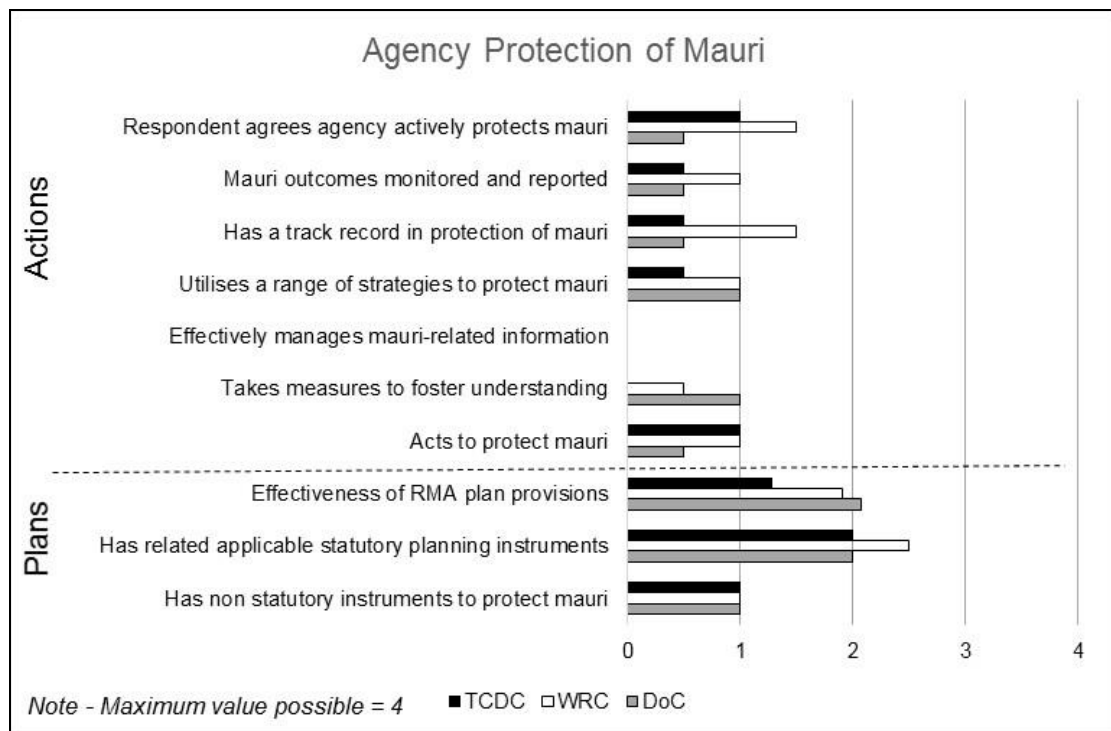 Agency Protection of Mauri
Actions
Respondent agrees agency actively protects mauri
Mauri outcomes monitored and reported
Has a track record in protection of mauri
Utilises a range of strategies to protect mauri
Effectively manages mauri-related information
Takes measures to foster understanding
Acts to protect mauri
Plans
Effectiveness of RMA plan provisions
Has related applicable statutory planning instruments
Has non statutory instruments to protect mauri
0 1 2 3 4
Note - Maximum value possible = 4
TCDC WRC DoC